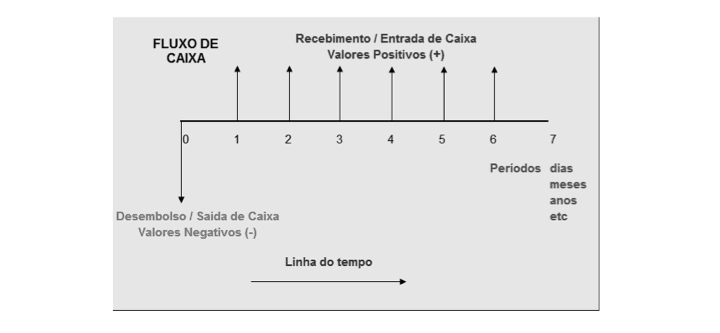 FLUXO DE
CAIXA
Recebimento / Entrada de Caixa
Valores Positivos (+)
0 1 2 3 4 5 6 7
Períodos dias
meses
anos
etc
Desembolso / Saida de Caixa
Valores Negativos (-)
Linha do tempo